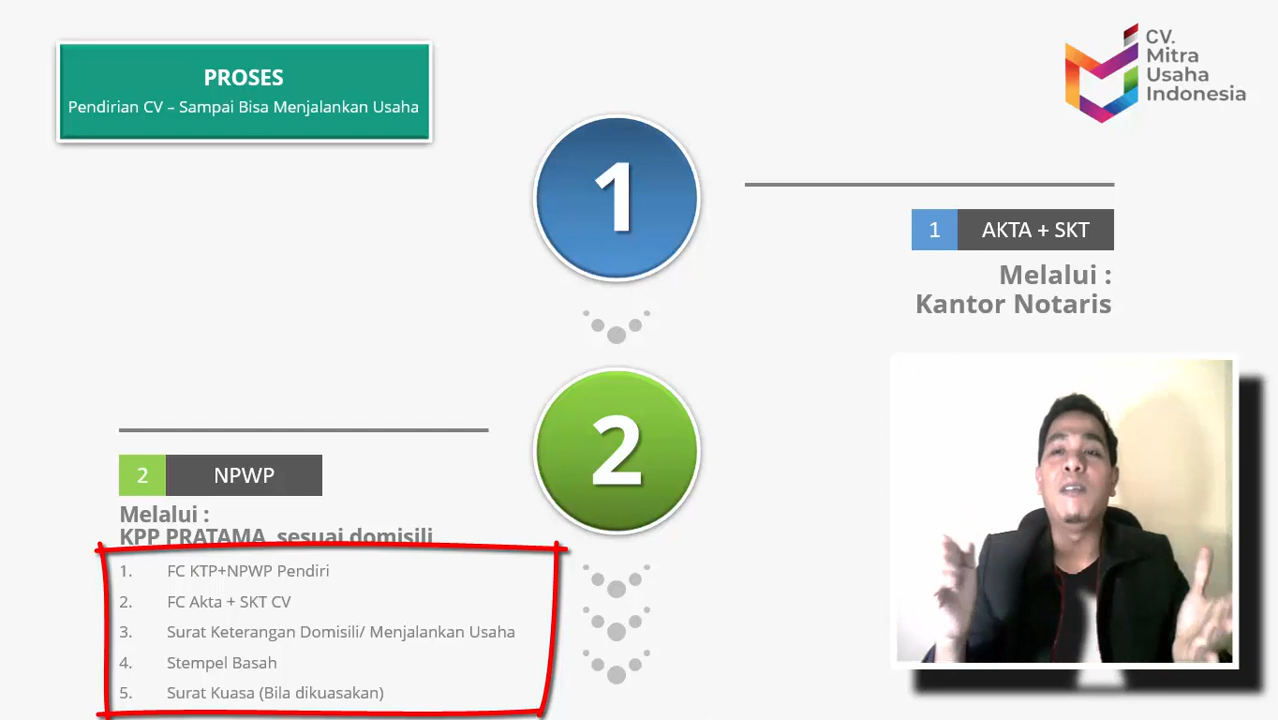 PROSES
Pendirian CV – Sampai Bisa Menjalankan Usaha
CV.
Mitra
Usaha
Indonesia
1
1 AKTA + SKT
Melalui :
Kantor Notaris
2
2 NPWP
Melalui :
KPP PRATAMA sesuai domisili
1. FC KTP+NPWP Pendiri
2. FC Akta + SKT CV
3. Surat Keterangan Domisili/ Menjalankan Usaha
4. Stempel Basah
5. Surat Kuasa (Bila dikuasakan)